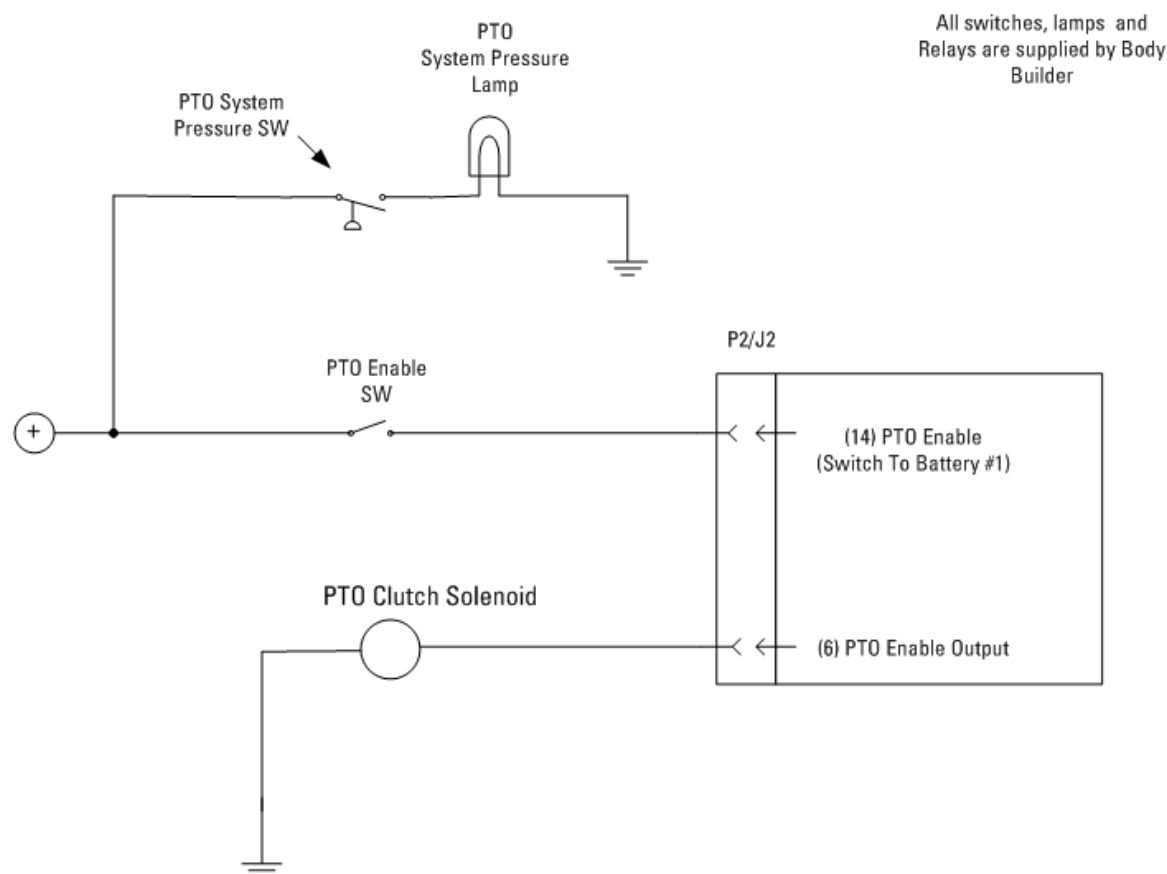 All switches, lamps and
Relays are supplied by Body
Builder
PTO
System Pressure
Lamp
PTO System
Pressure SW
P2/J2
PTO Enable
SW
+
(14) PTO Enable
(Switch To Battery #1)
PTO Clutch Solenoid
(6) PTO Enable Output